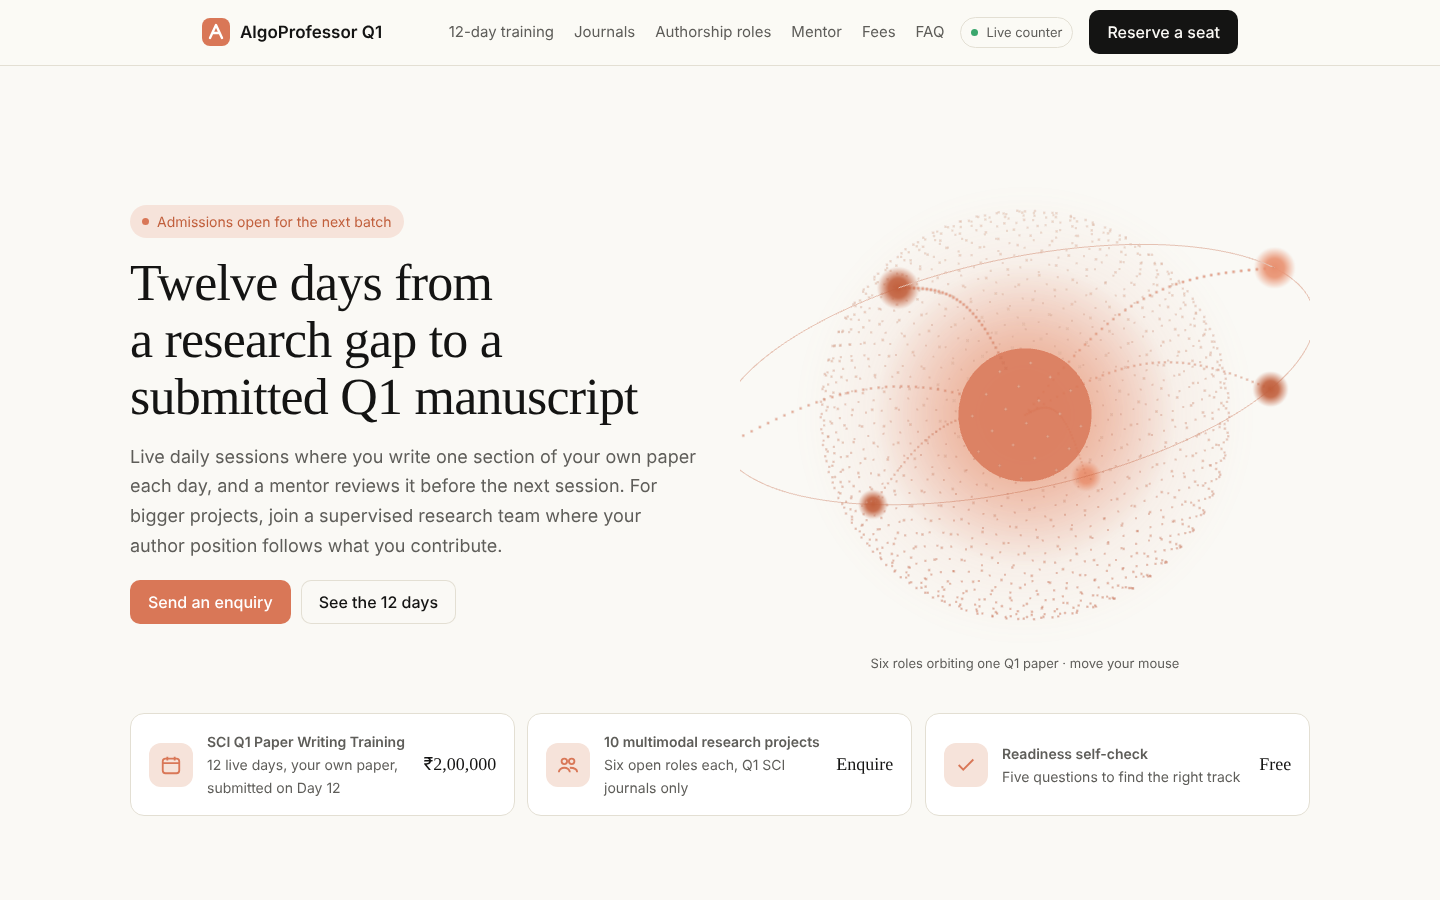 AlgoProfessor Q1
12-day training
Journals
Authorship roles
Mentor
Fees
FAQ
Live counter
Reserve a seat
Admissions open for the next batch
Twelve days from
a research gap to a
submitted Q1 manuscript
Live daily sessions where you write one section of your own paper
each day, and a mentor reviews it before the next session. For
bigger projects, join a supervised research team where your
author position follows what you contribute.
Send an enquiry
See the 12 days
Six roles orbiting one Q1 paper · move your mouse
SCI Q1 Paper Writing Training
12 live days, your own paper,
submitted on Day 12
₹2,00,000
10 multimodal research projects
Six open roles each, Q1 SCI
journals only
Enquire
Readiness self-check
Five questions to find the right track
Free